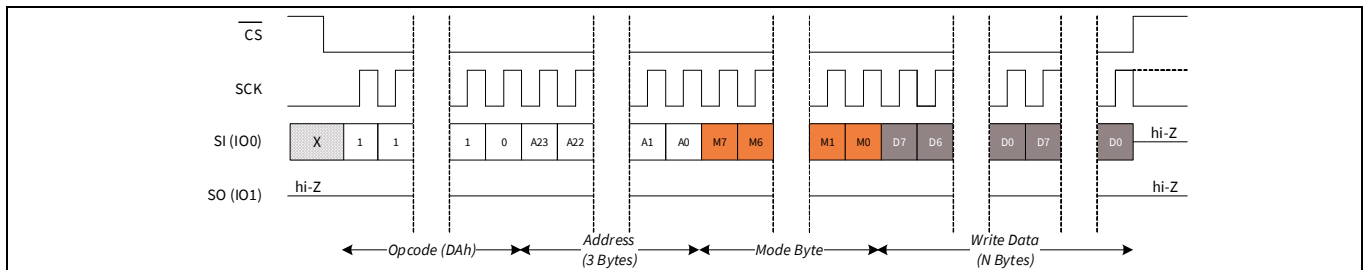 CS
SCK
SI (IO0) X 1 1 1 0 A23 A22 A1 A0 M7 M6 M1 M0 D7 D6 D0 D7 D0 hi-Z
hi-Z hi-Z
SO (IO1)
Opcode (DAh) Address (3 Bytes) Mode Byte Write Data (N Bytes)